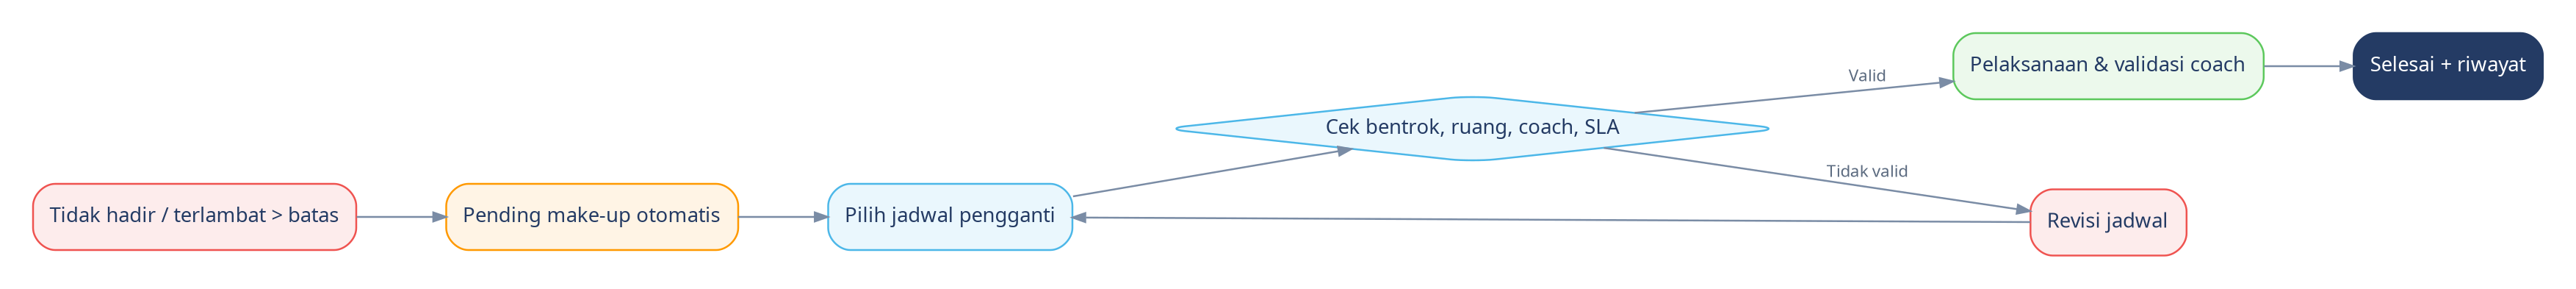 Tidak hadir / terlambat > batas
Pending make-up otomatis
Pilih jadwal pengganti
Cek bentrok, ruang, coach, SLA
Valid
Pelaksanaan & validasi coach
Selesai + riwayat
Tidak valid
Revisi jadwal